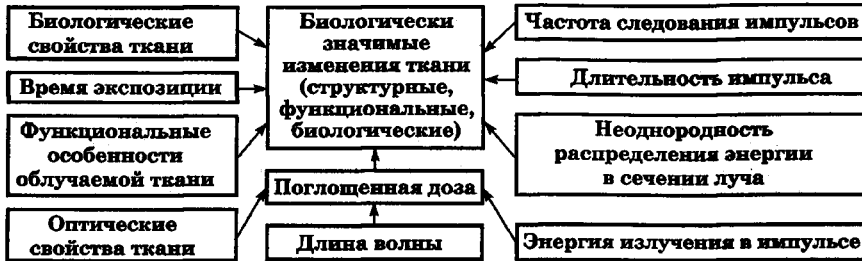 Биологические
свойства ткани
Время экспозиции
Функциональные
особенности
облучаемой ткани
Оптические
свойства ткани
Биологически
значимые
изменения ткани
(структурные,
функциональные,
биологические)
Поглощенная доза
Длина волны
Частота следования импульсов
Длительность импульса
Неоднородность
распределения энергии
в сечении луча
Энергия излучения в импульсе